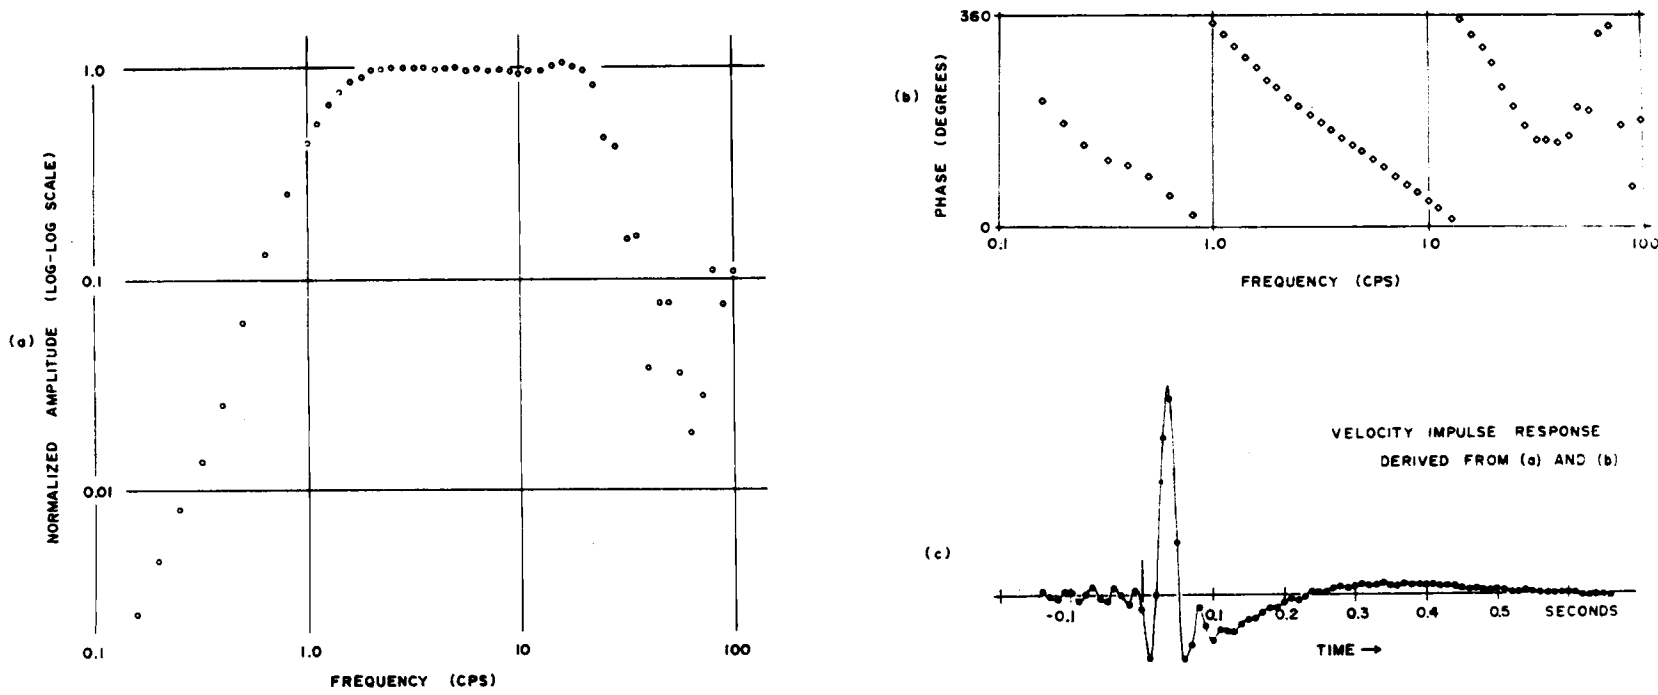 (a)
NORMALIZED AMPLITUDE (LOG-LOG SCALE)
1.0
0.1
0.01
0.1
1.0
10
100
FREQUENCY (CPS)
(b)
PHASE (DEGREES)
360
0
0.1
1.0
10
100
FREQUENCY (CPS)
(c)
VELOCITY IMPULSE RESPONSE
DERIVED FROM (a) AND (b)
-0.1
0.1
0.2
0.3
0.4
0.5
SECONDS
TIME →